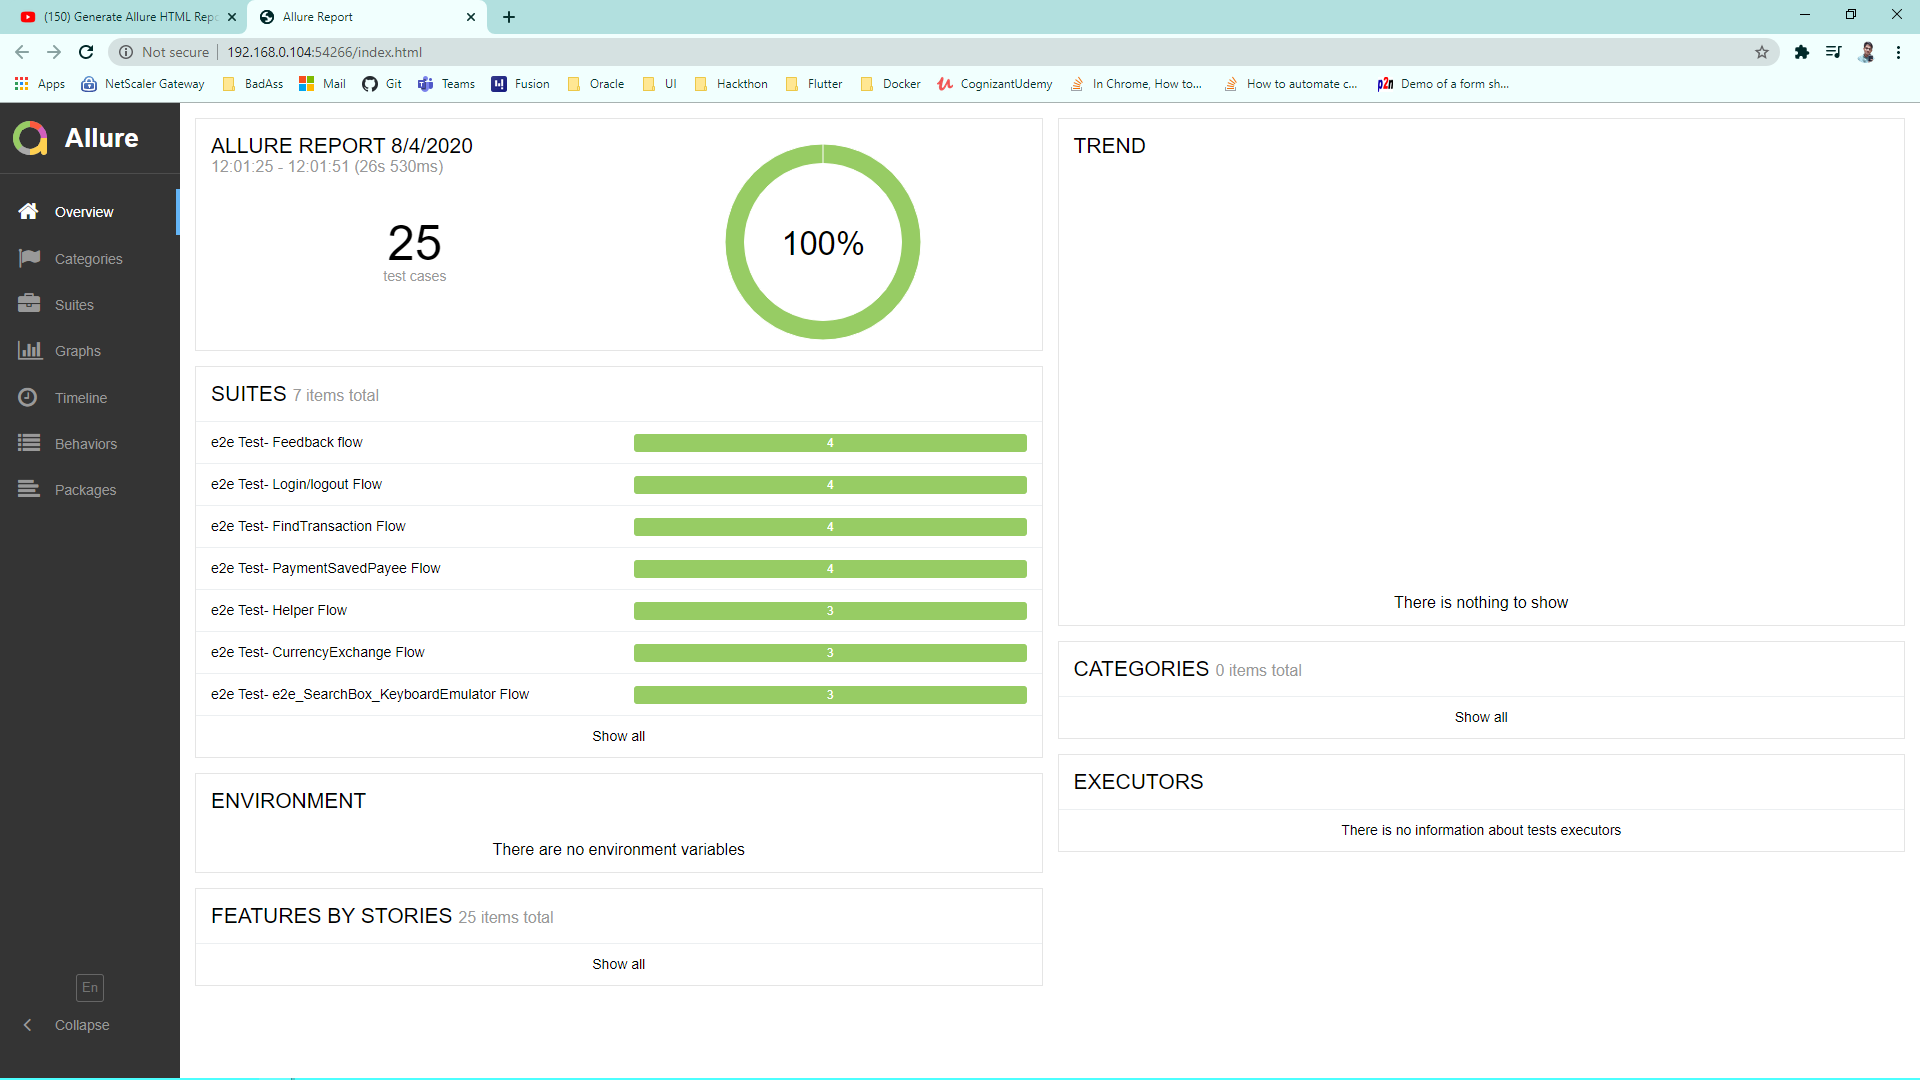 (150) Generate Allure HTML Repo
Allure Report
Not secure
192.168.0.104:54266/index.html
Apps
NetScaler Gateway
BadAss
Mail
Git
Teams
Fusion
Oracle
UI
Hackthon
Flutter
Docker
CognizantUdemy
In Chrome, How to...
How to automate c...
p2n
Demo of a form sh...
Allure
Overview
Categories
Suites
Graphs
Timeline
Behaviors
Packages
En
Collapse
ALLURE REPORT 8/4/2020
12:01:25 - 12:01:51 (26s 530ms)
25
test cases
100%
SUITES 7 items total
e2e Test- Feedback flow 4
e2e Test- Login/logout Flow 4
e2e Test- FindTransaction Flow 4
e2e Test- PaymentSavedPayee Flow 4
e2e Test- Helper Flow 3
e2e Test- CurrencyExchange Flow 3
e2e Test- e2e_SearchBox_KeyboardEmulator Flow 3
Show all
ENVIRONMENT
There are no environment variables
FEATURES BY STORIES 25 items total
Show all
TREND
There is nothing to show
CATEGORIES 0 items total
Show all
EXECUTORS
There is no information about tests executors